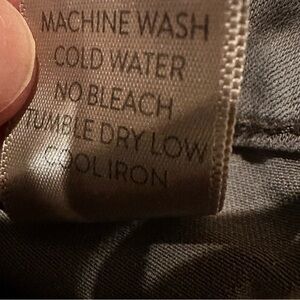 MACHINE WASH
COLD WATER
NO BLEACH
TUMBLE DRY LOW
COOL IRON